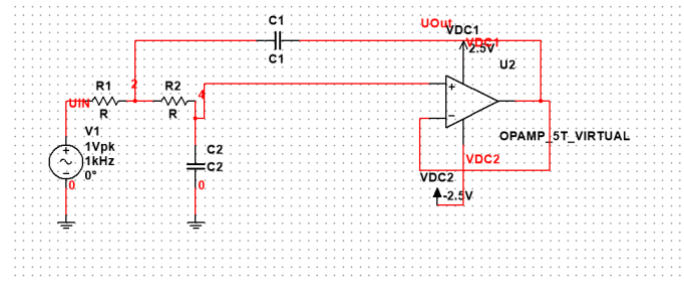 C1
C1
UOut
VDC1
VDC1
2.5V
U2
R1
2
R2
4
UIN
R
R
V1
1Vpk
1kHz
0°
C2
C2
OPAMP_5T_VIRTUAL
VDC2
VDC2
-2.5V
0
0